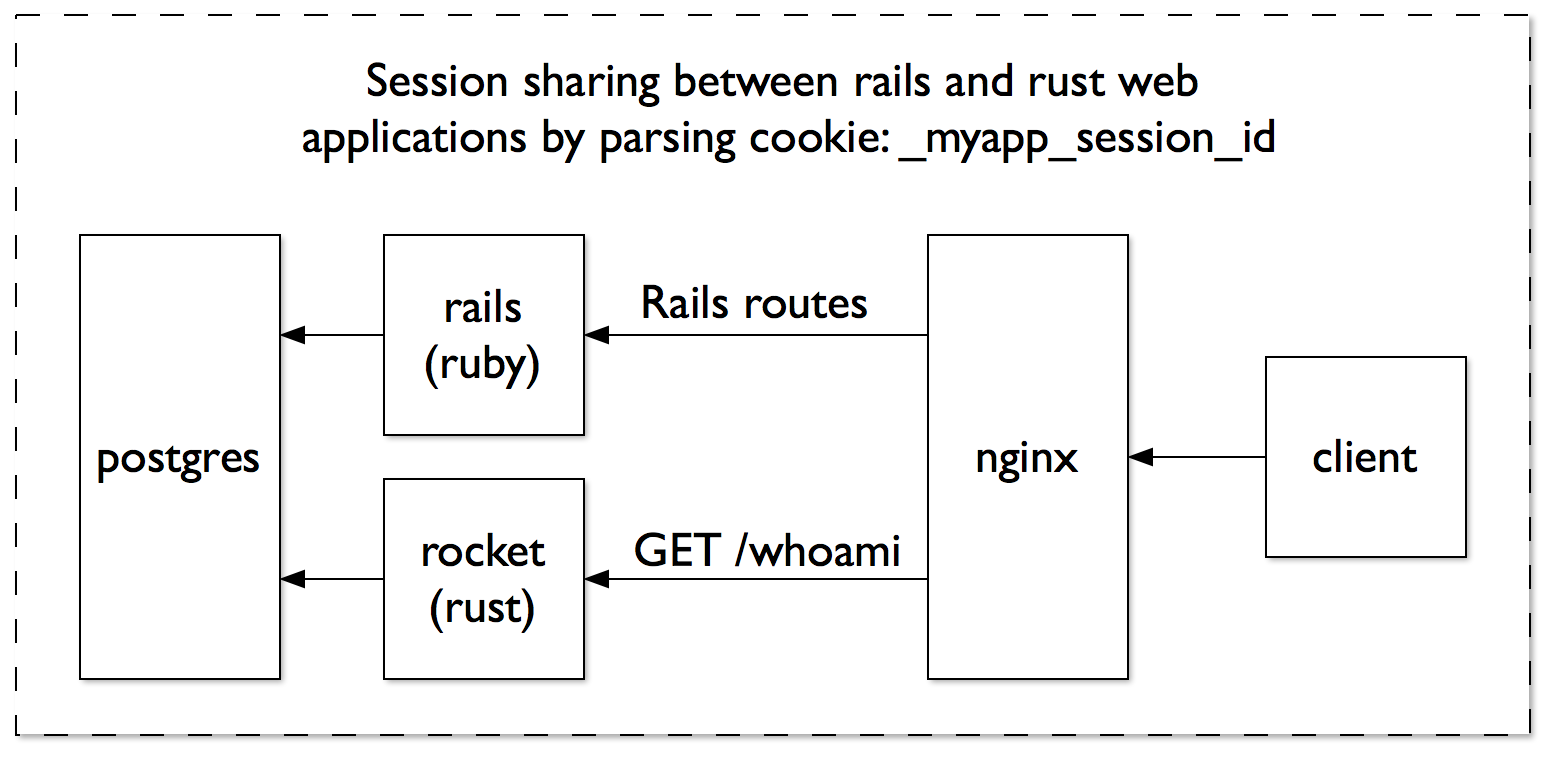 Session sharing between rails and rust web
applications by parsing cookie: _myapp_session_id
postgres
rails
(ruby)
Rails routes
rocket
(rust)
GET /whoami
nginx
client